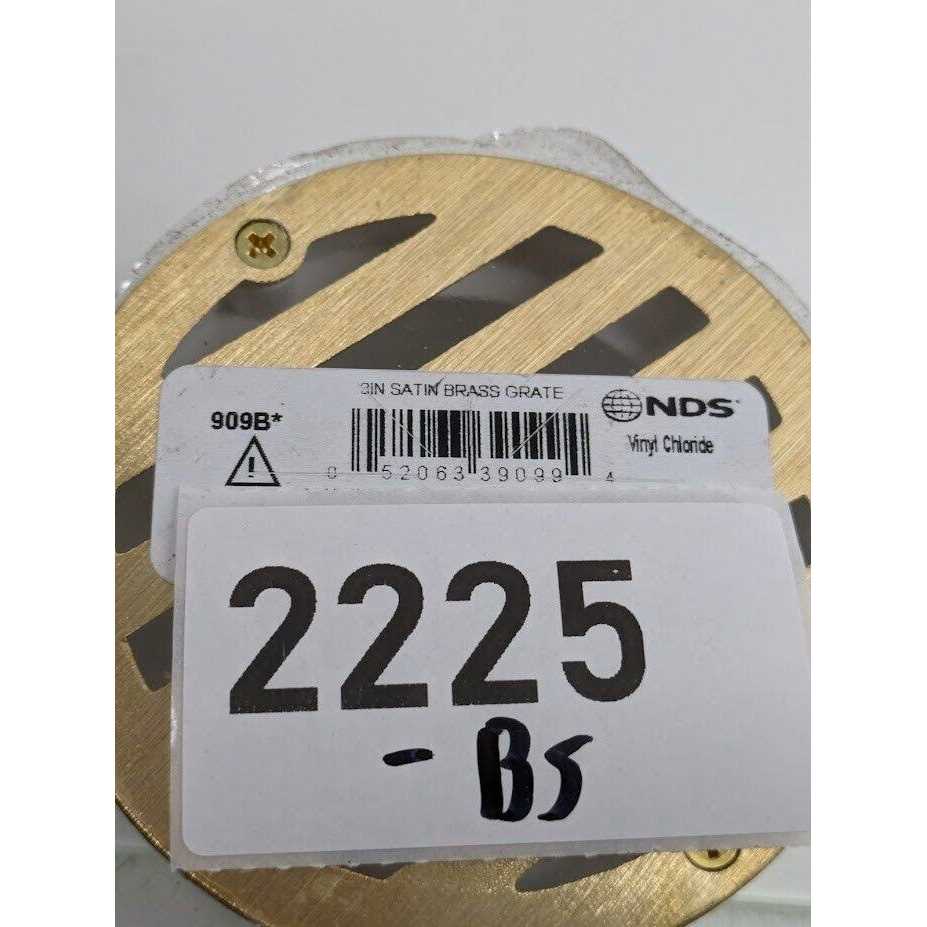 3IN SATIN BRASS GRATE
909B*
NDS
Vinyl Chloride
0 52063 39099 4
2225
- BS